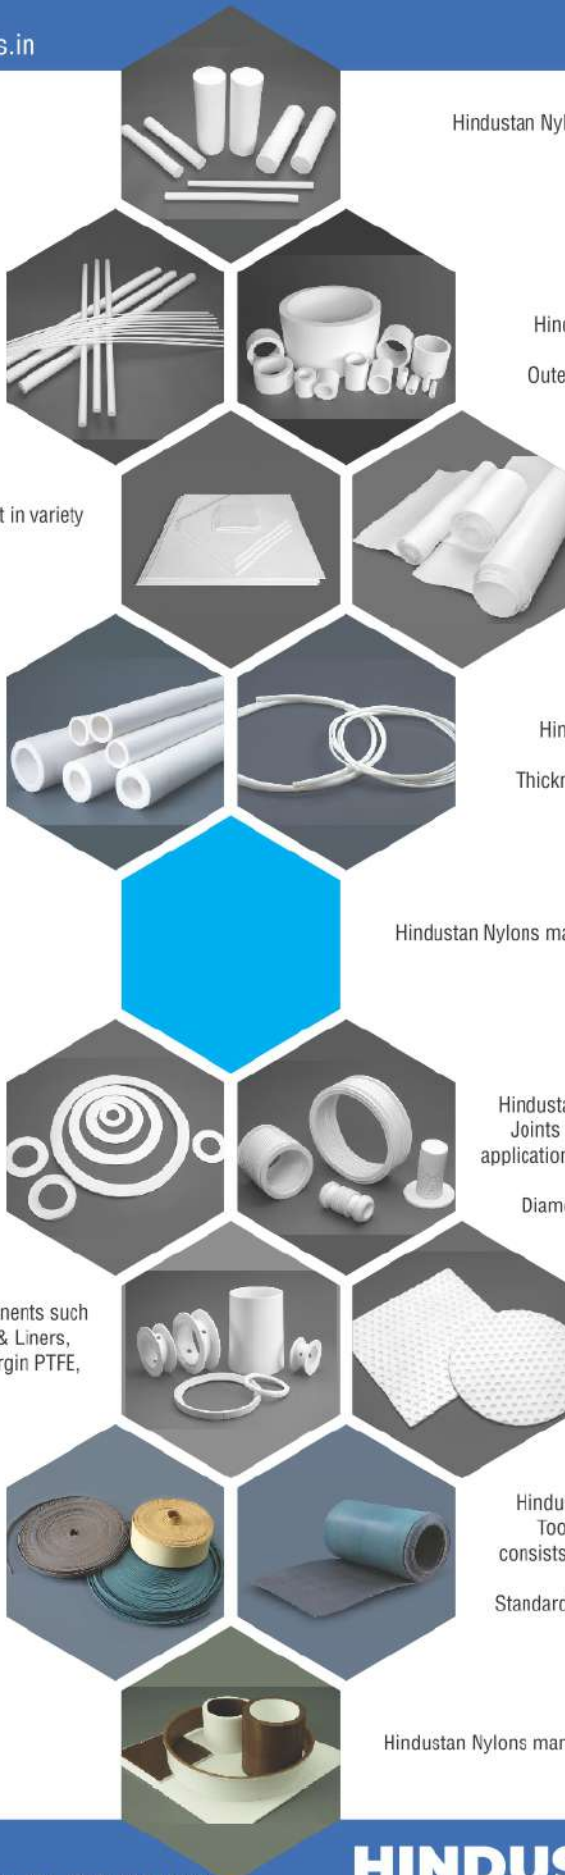 s.in
Hindustan Nyl
Hind
Oute
t in variety
Hin
Thickn
Hindustan Nylons ma
Hindusta
Joints
application
Diame
nents such
& Liners,
rgin PTFE,
Hindu
Too
consists
Standard
Hindustan Nylons man
HINDUS